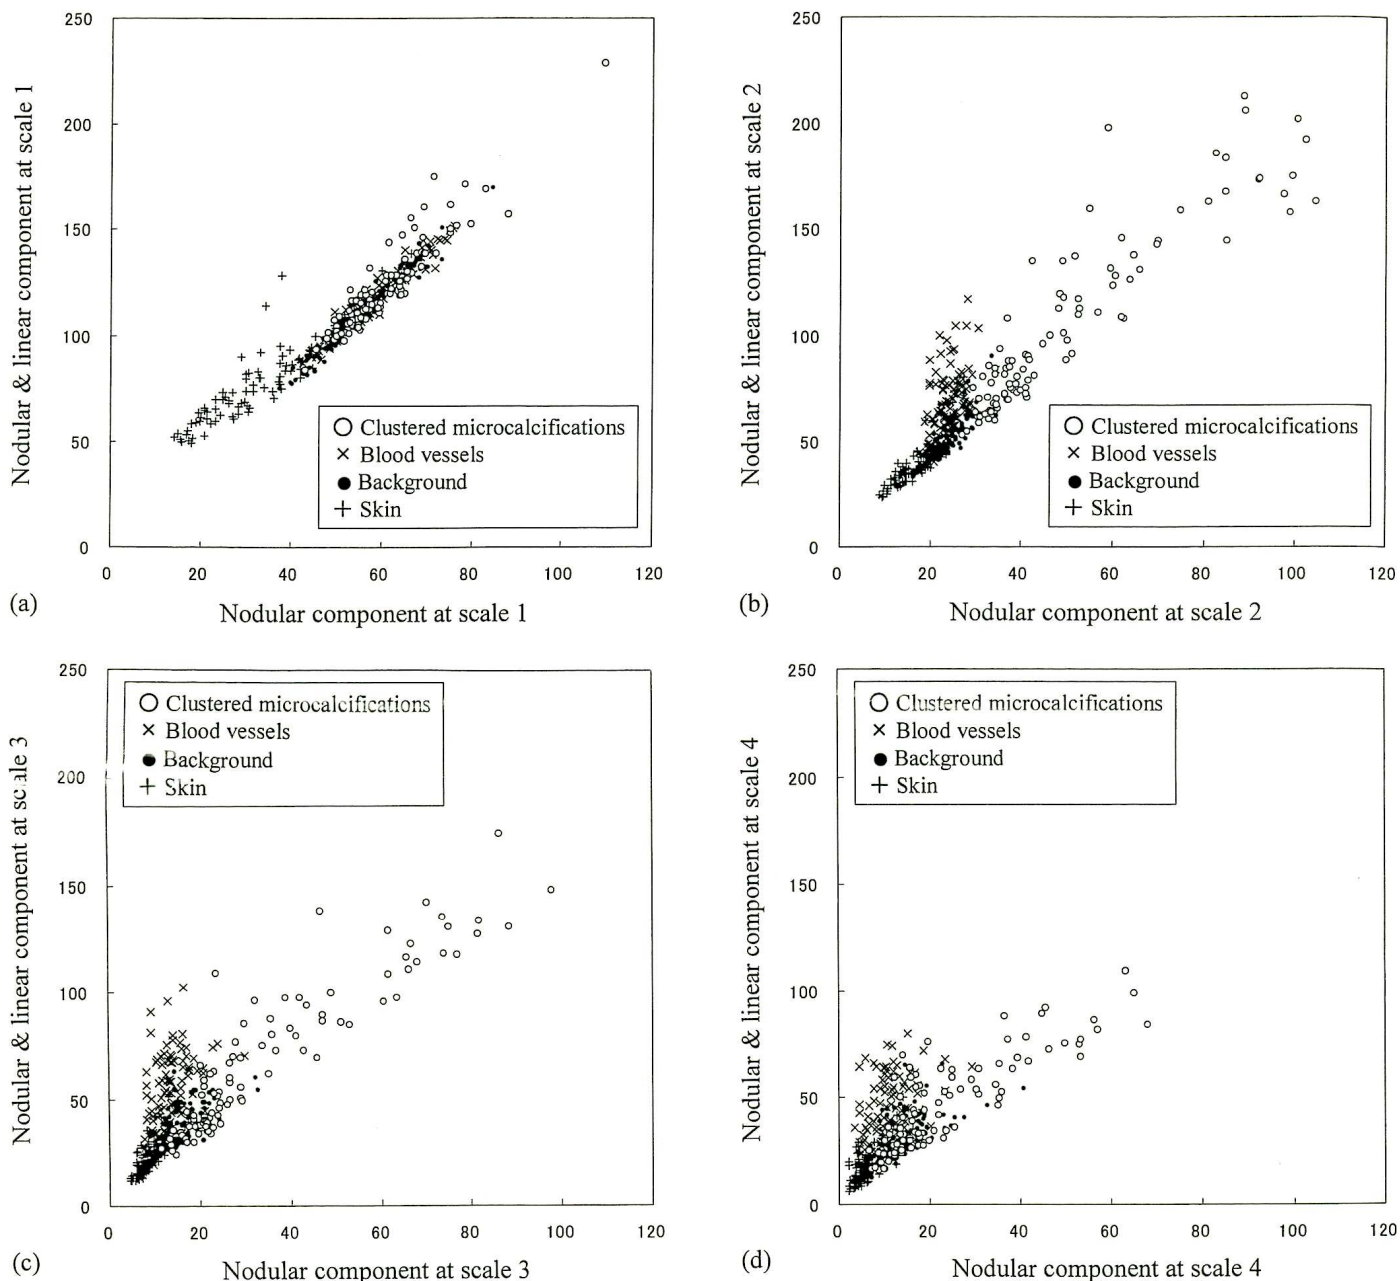 250
200
150
100
50
0
0 20 40 60 80 100 120
Nodular & linear component at scale 1
Nodular component at scale 1
Clustered microcalcifications
Blood vessels
Background
Skin
(a)
250
200
150
100
50
0
0 20 40 60 80 100 120
Nodular & linear component at scale 2
Nodular component at scale 2
Clustered microcalcifications
Blood vessels
Background
Skin
(b)
250
200
150
100
50
0
0 20 40 60 80 100 120
Nodular & linear component at scale 3
Nodular component at scale 3
Clustered microcalcifications
Blood vessels
Background
Skin
(c)
250
200
150
100
50
0
0 20 40 60 80 100 120
Nodular & linear component at scale 4
Nodular component at scale 4
Clustered microcalcifications
Blood vessels
Background
Skin
(d)